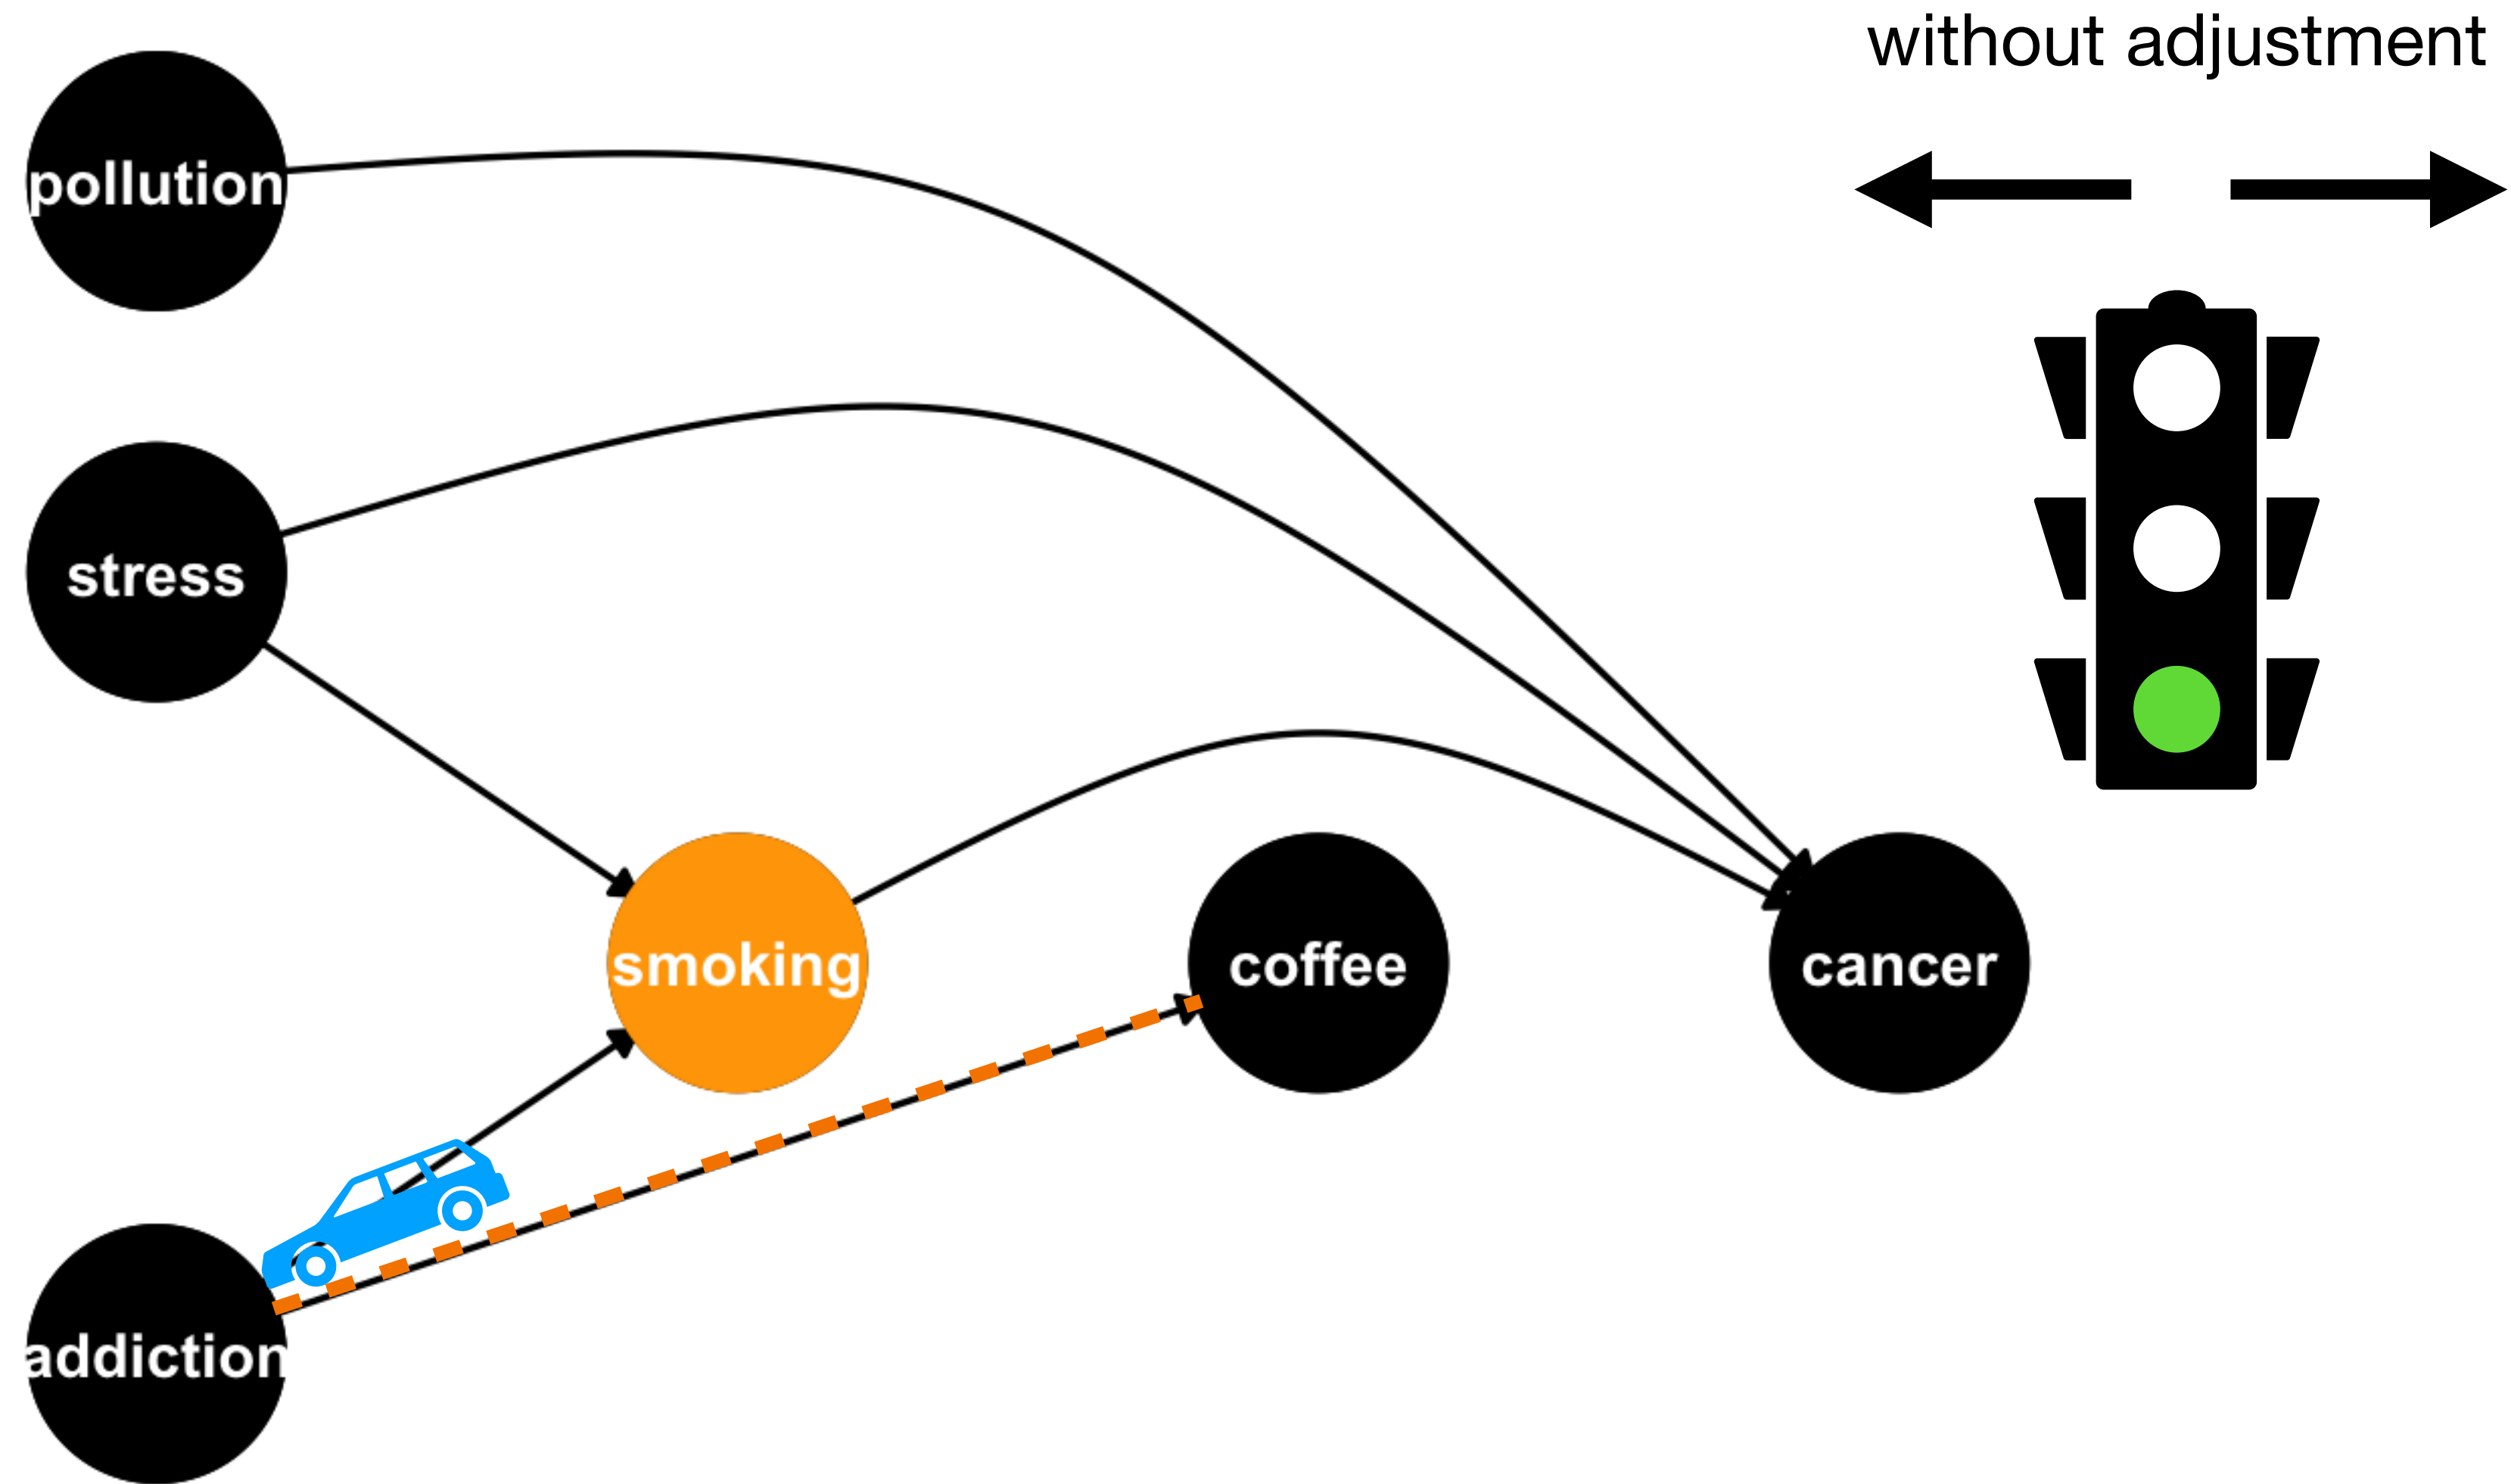 without adjustment
pollution
stress
smoking
coffee
cancer
addiction